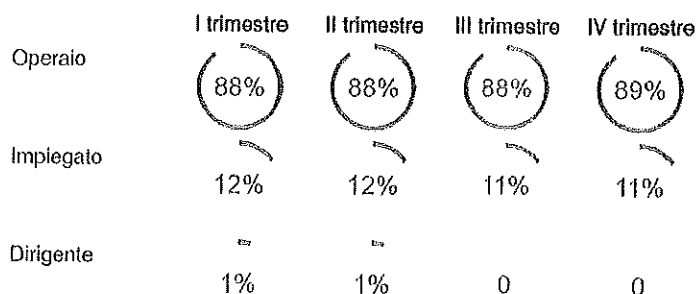 I trimestre II trimestre III trimestre IV trimestre
Operaio 88% 88% 88% 89%
Impiegato 12% 12% 11% 11%
Dirigente 1% 1% 0 0